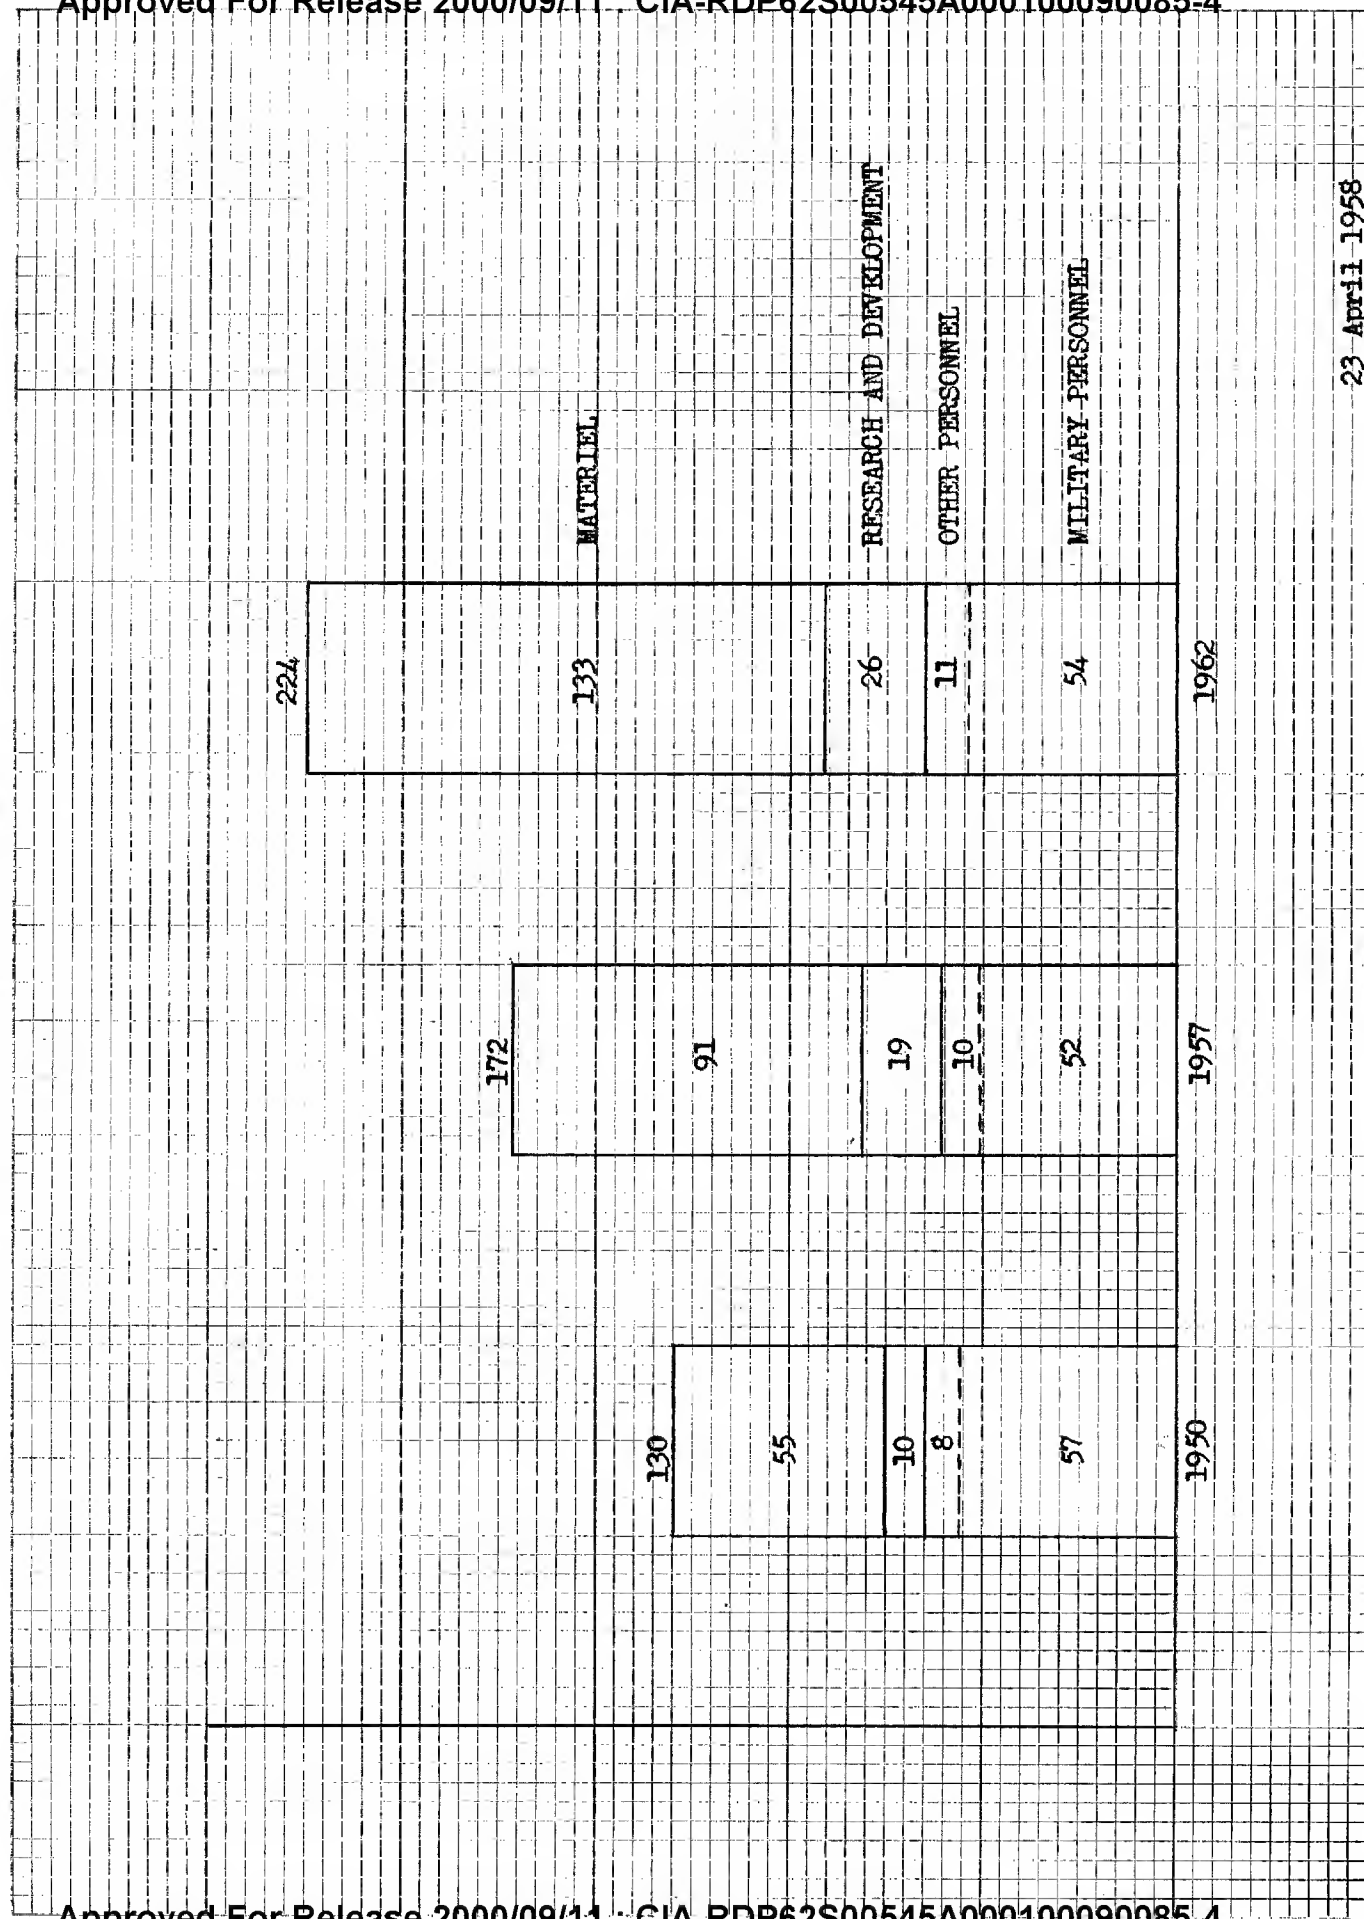 Approved For Release 2000/09/11 : CIA-RDP62S00545A000100090085-4
224
133
MATERIEL
26
RESEARCH AND DEVELOPMENT
11
OTHER PERSONNEL
54
MILITARY PERSONNEL
1962
172
91
19
10
52
1957
130
55
10
8
57
1950
23 April 1958
Approved For Release 2000/09/11 : CIA-RDP62S00545A000100090085-4